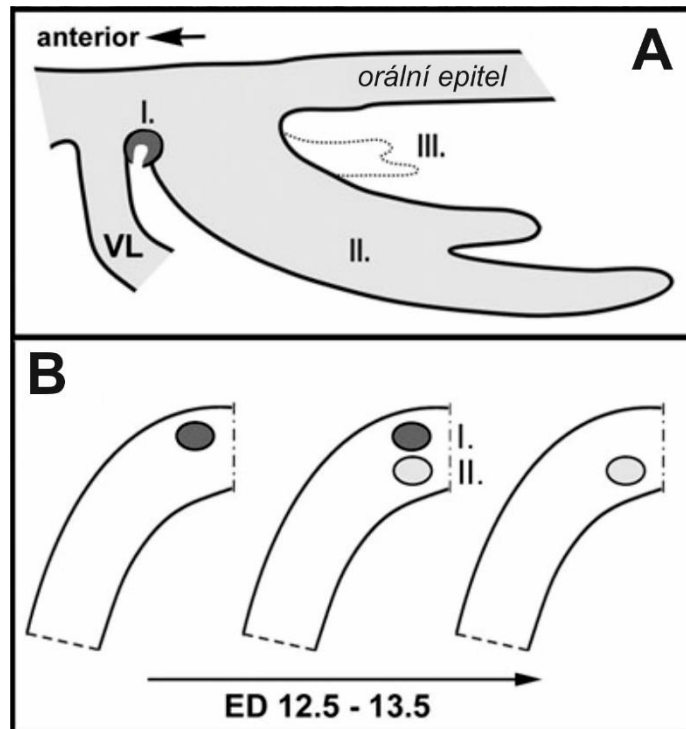 anterior
A
orální epitel
I.
III.
VL
II.
B
I.
II.
ED 12.5 - 13.5